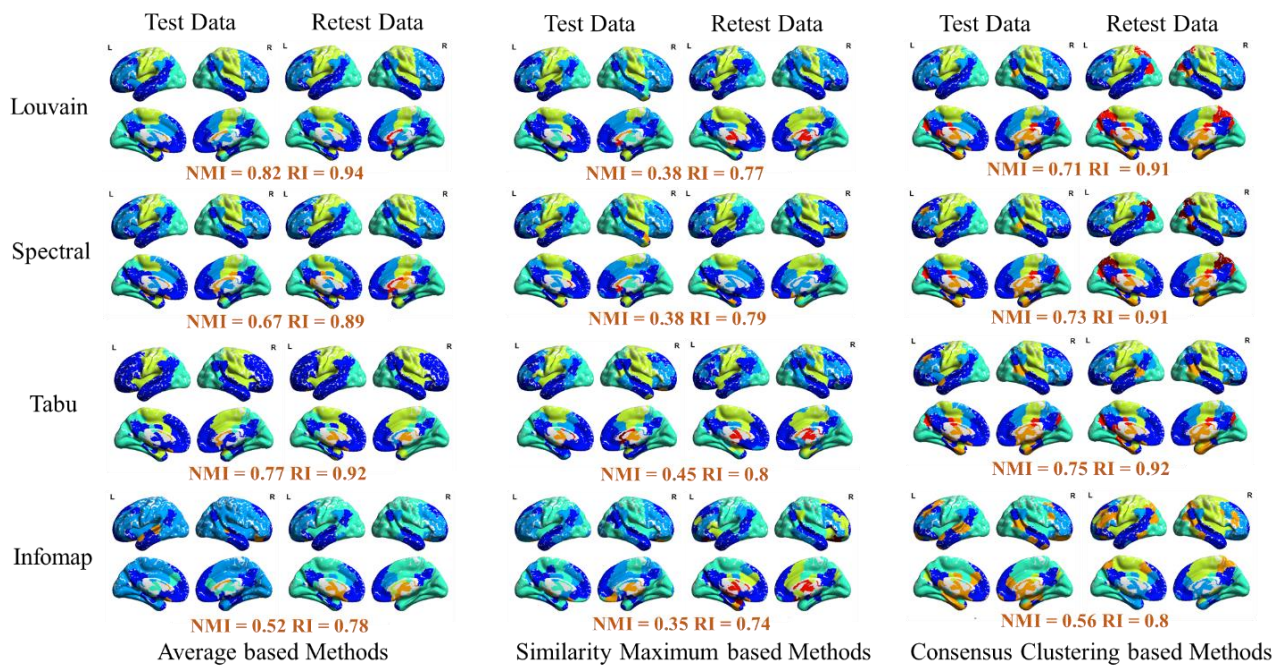 Test Data Retest Data Test Data Retest Data Test Data Retest Data
L R L R L R
Louvain
NMI = 0.82 RI = 0.94 NMI = 0.38 RI = 0.77 NMI = 0.71 RI = 0.91
L R L R L R
Spectral
NMI = 0.67 RI = 0.89 NMI = 0.38 RI = 0.79 NMI = 0.73 RI = 0.91
L R L R L R
Tabu
NMI = 0.77 RI = 0.92 NMI = 0.45 RI = 0.8 NMI = 0.75 RI = 0.92
L R L R L R
Infomap
NMI = 0.52 RI = 0.78 NMI = 0.35 RI = 0.74 NMI = 0.56 RI = 0.8
Average based Methods Similarity Maximum based Methods Consensus Clustering based Methods